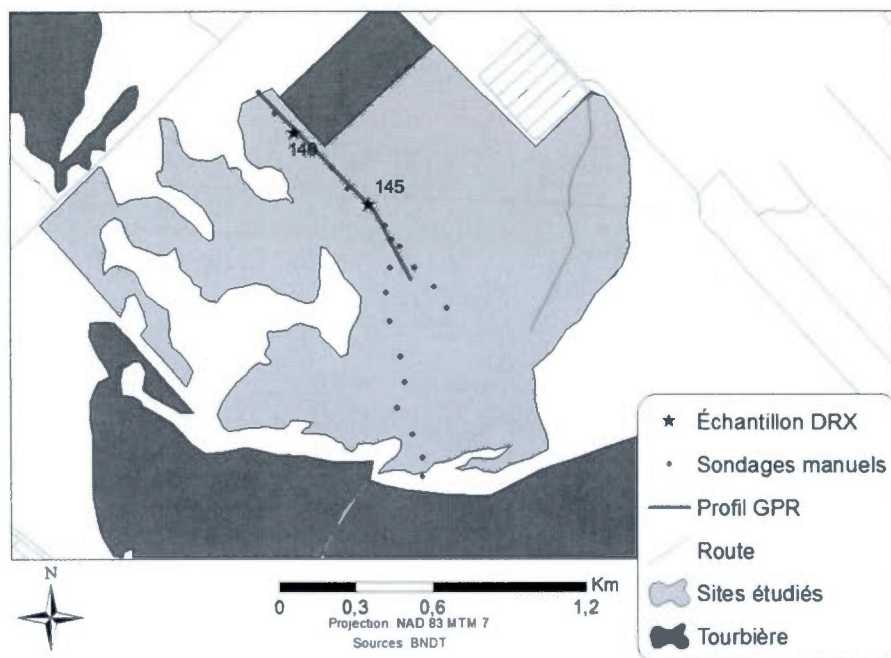 145
Échantillon DRX
Sondages manuels
Profil GPR
Route
Sites étudiés
Tourbière
N
Km
0 0,3 0,6 1,2
Projection NAD 83 MTM 7
Sources BNDT